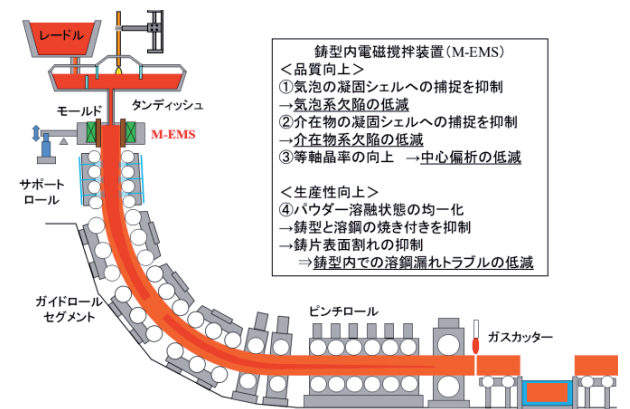 レードル
タンディッシュ
モールド
M-EMS
サポート
ロール
ガイドロール
セグメント
ピンチロール
ガスカッター
鋳型内電磁撹拌装置(M-EMS)
<品質向上>
①気泡の凝固シェルへの捕捉を抑制
→気泡系欠陥の低減
②介在物の凝固シェルへの捕捉を抑制
→介在物系欠陥の低減
③等軸晶率の向上 →中心偏析の低減
<生産性向上>
④パウダー溶融状態の均一化
→鋳型と溶鋼の焼き付きを抑制
→鋳片表面割れの抑制
⇒鋳型内での溶鋼漏れトラブルの低減